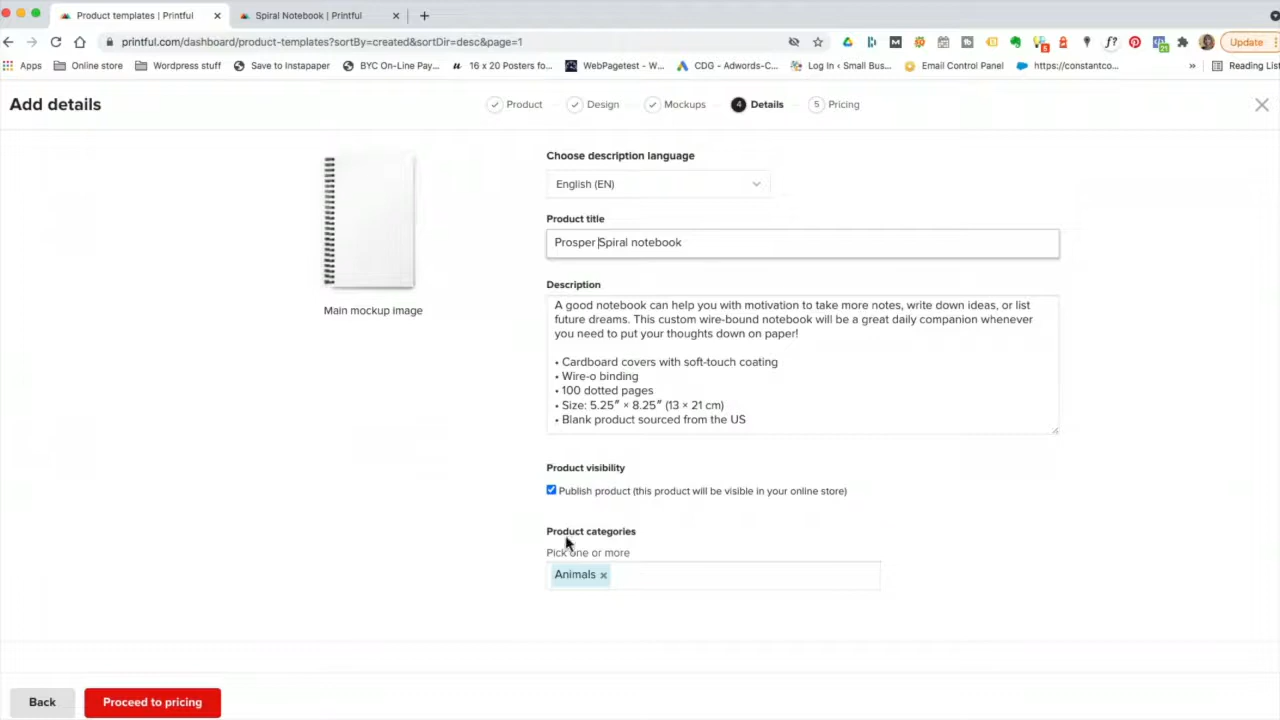 Product templates | Printful
Spiral Notebook | Printful
printful.com/dashboard/product-templates?sortBy=created&sortDir=desc&page=1
Update
Apps
Online store
Wordpress stuff
Save to Instapaper
BYC On-Line Pay...
16 x 20 Posters fo...
WebPagetest - W...
CDG - Adwords-C...
Log In ‹ Small Bus...
Email Control Panel
https://constantco...
»
Reading List
Add details
Product
Design
Mockups
4 Details
5 Pricing
Choose description language
English (EN)
Product title
Prosper Spiral notebook
Description
A good notebook can help you with motivation to take more notes, write down ideas, or list
future dreams. This custom wire-bound notebook will be a great daily companion whenever
you need to put your thoughts down on paper!
• Cardboard covers with soft-touch coating
• Wire-o binding
• 100 dotted pages
• Size: 5.25″ × 8.25″ (13 × 21 cm)
• Blank product sourced from the US
Main mockup image
Product visibility
Publish product (this product will be visible in your online store)
Product categories
Pick one or more
Animals ×
Back
Proceed to pricing